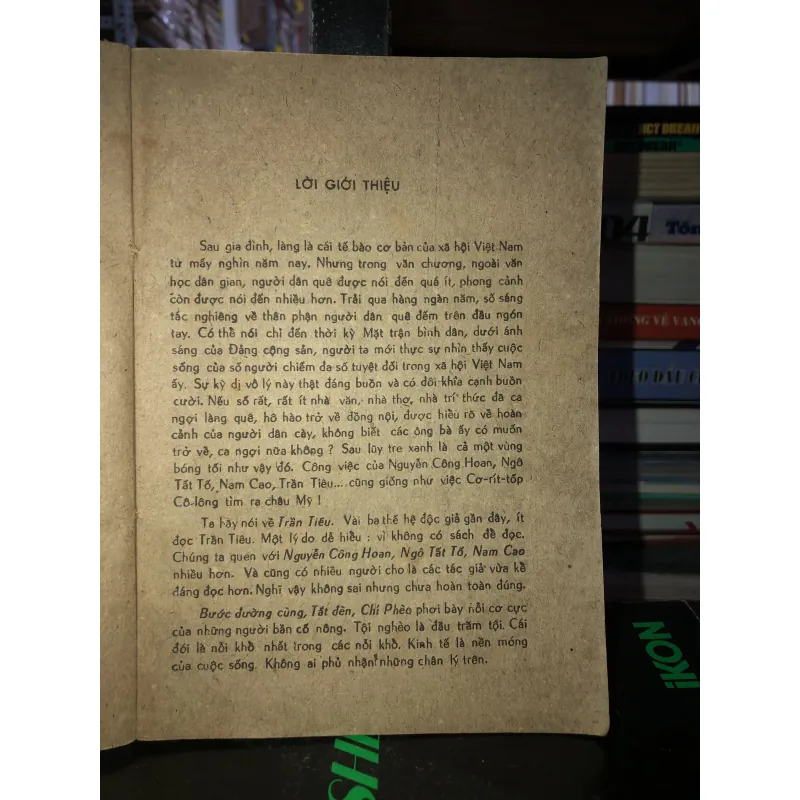 LỜI GIỚI THIỆU
Sau gia đình, làng là cái tế bào cơ bản của xã hội Việt Nam
từ mấy nghìn năm nay. Nhưng trong văn chương, ngoài văn
học dân gian, người dân quê được nói đến quá ít, phong cảnh
còn được nói đến nhiều hơn. Trải qua hàng ngàn năm, số sáng
tác nghiêng về thân phận người dân quê đếm trên đầu ngón
tay. Có thể nói chỉ đến thời kỳ Mặt trận bình dân, dưới ánh
sáng của Đảng cộng sản, người ta mới thực sự nhìn thấy cuộc
sống của số người chiếm đa số tuyệt đối trong xã hội Việt Nam
ấy. Sự kỳ dị vô lý này thật đáng buồn và có đôi khía cạnh buồn
cười. Nếu số rất, rất ít nhà văn, nhà thơ, nhà trí thức đã ca
ngợi làng quê, hô hào trở về đồng nội, được hiểu rõ về hoàn
cảnh của người dân cày, không biết các ông bà ấy có muốn
trở về, ca ngợi nữa không ? Sau lũy tre xanh là cả một vùng
bóng tối như vậy đó. Công việc của Nguyễn Công Hoan, Ngô
Tất Tố, Nam Cao, Trần Tiêu... cũng giống như việc Cơ-rít-tốp
Cô-lông tìm ra châu Mỹ !
Ta hãy nói về Trần Tiêu. Vài ba thế hệ độc giả gần đây, ít
đọc Trần Tiêu. Một lý do dễ hiểu : vì không có sách để đọc.
Chúng ta quen với Nguyễn Công Hoan, Ngô Tất Tố, Nam Cao
nhiều hơn. Và cũng có nhiều người cho là các tác giả vừa kể
đáng đọc hơn. Nghĩ vậy không sai nhưng chưa hoàn toàn đúng.
Bước đường cùng, Tắt đèn, Chí Phèo phơi bày nỗi cơ cực
của những người bần cố nông. Tội nghèo là đầu trăm tội. Cái
đói là nỗi khổ nhất trong các nỗi khổ. Kinh tế là nền móng
của cuộc sống. Không ai phủ nhận những chân lý trên.
04
Tốn
iKON